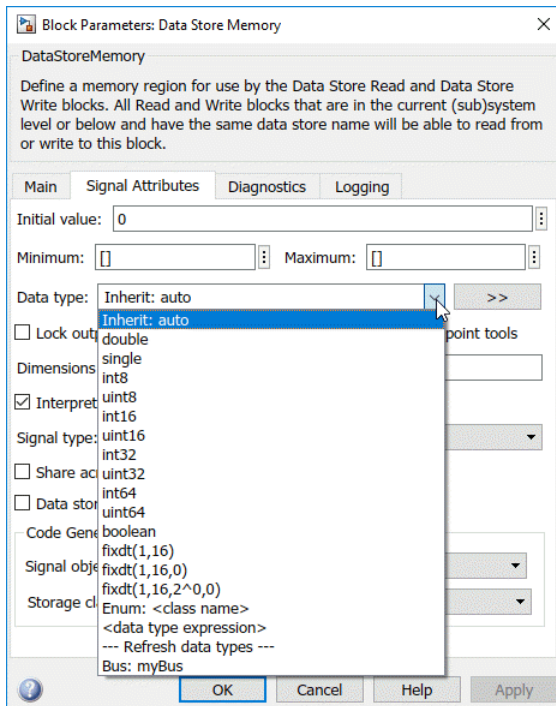 Block Parameters: Data Store Memory
DataStoreMemory
Define a memory region for use by the Data Store Read and Data Store
Write blocks. All Read and Write blocks that are in the current (sub)system
level or below and have the same data store name will be able to read from
or write to this block.
Main Signal Attributes Diagnostics Logging
Initial value: 0
Minimum: [] Maximum: []
Data type: Inherit: auto >>
Inherit: auto
Lock out point tools
double
single
Dimensions
int8
Interpret
uint8
int16
Signal type:
uint16
int32
Share
uint32
int64
Data
uint64
boolean
Code
fixdt(1,16)
Signal
fixdt(1,16,0)
fixdt(1,16,2^0,0)
Storage
Enum: <class name>
<data type expression>
--- Refresh data types ---
Bus: myBus
OK Cancel Help Apply